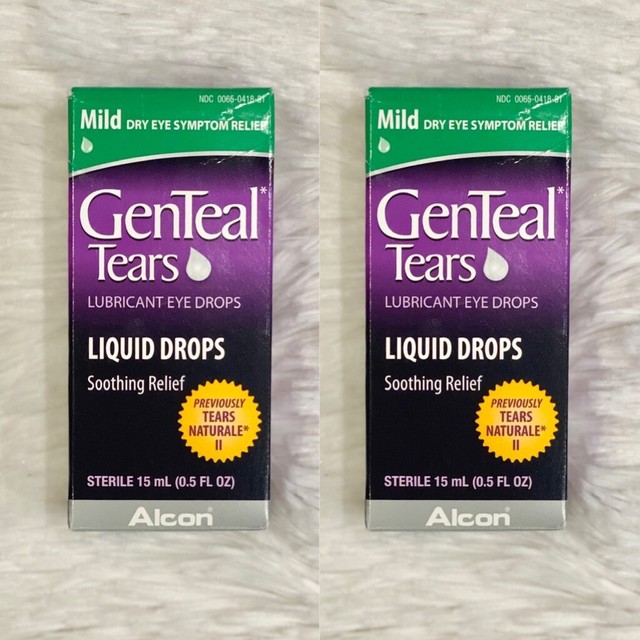 NDC 0065-0418-01
Mild DRY EYE SYMPTOM RELIEF
GenTeal*
Tears
LUBRICANT EYE DROPS
LIQUID DROPS
Soothing Relief
PREVIOUSLY
TEARS
NATURALE*
II
STERILE 15 mL (0.5 FL OZ)
Alcon®
NDC 0065-0418-01
Mild DRY EYE SYMPTOM RELIEF
GenTeal*
Tears
LUBRICANT EYE DROPS
LIQUID DROPS
Soothing Relief
PREVIOUSLY
TEARS
NATURALE*
II
STERILE 15 mL (0.5 FL OZ)
Alcon®